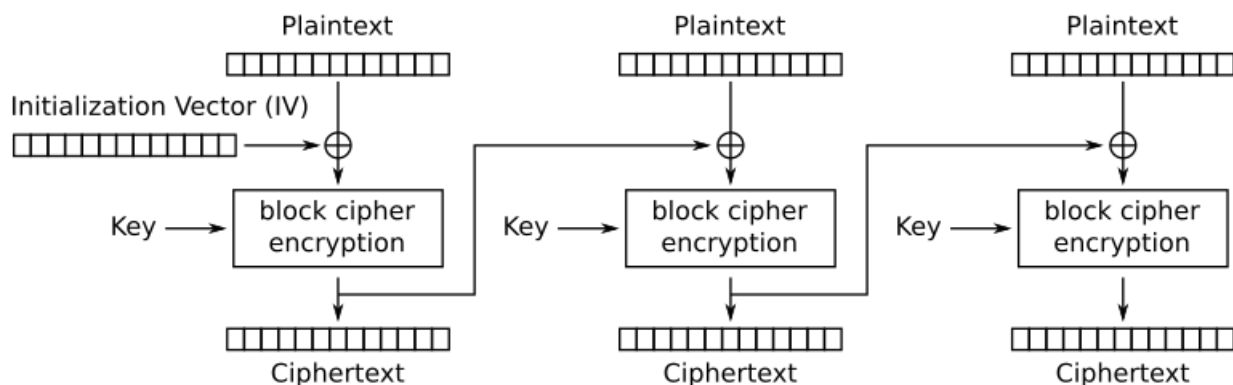 Plaintext
Plaintext
Plaintext
Initialization Vector (IV)
Key
block cipher
encryption
Key
block cipher
encryption
Key
block cipher
encryption
Ciphertext
Ciphertext
Ciphertext